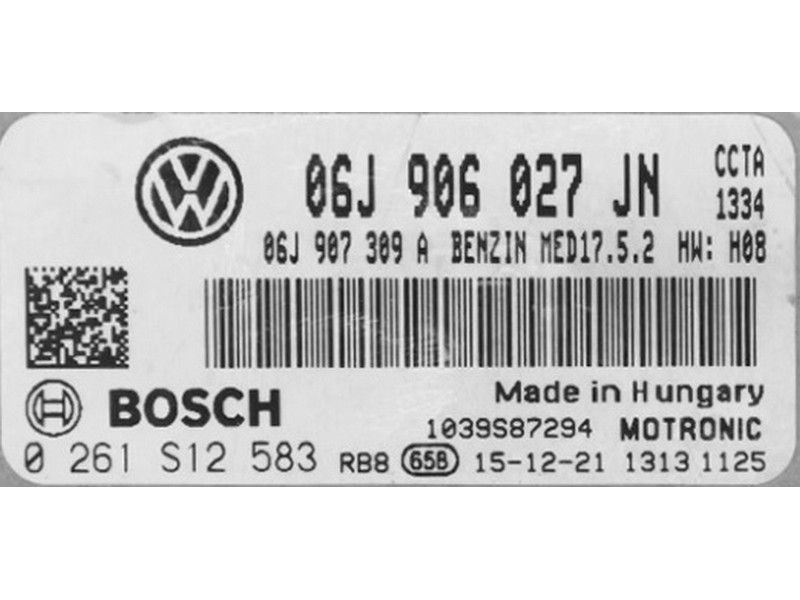 06J 906 027 JN CCTA
1334
06J 907 309 A BENZIN MED17.5.2 HW: H08
Made in Hungary
BOSCH
1039S87294 MOTRONIC
0 261 S12 583 RB8 658 15-12-21 1313 1125